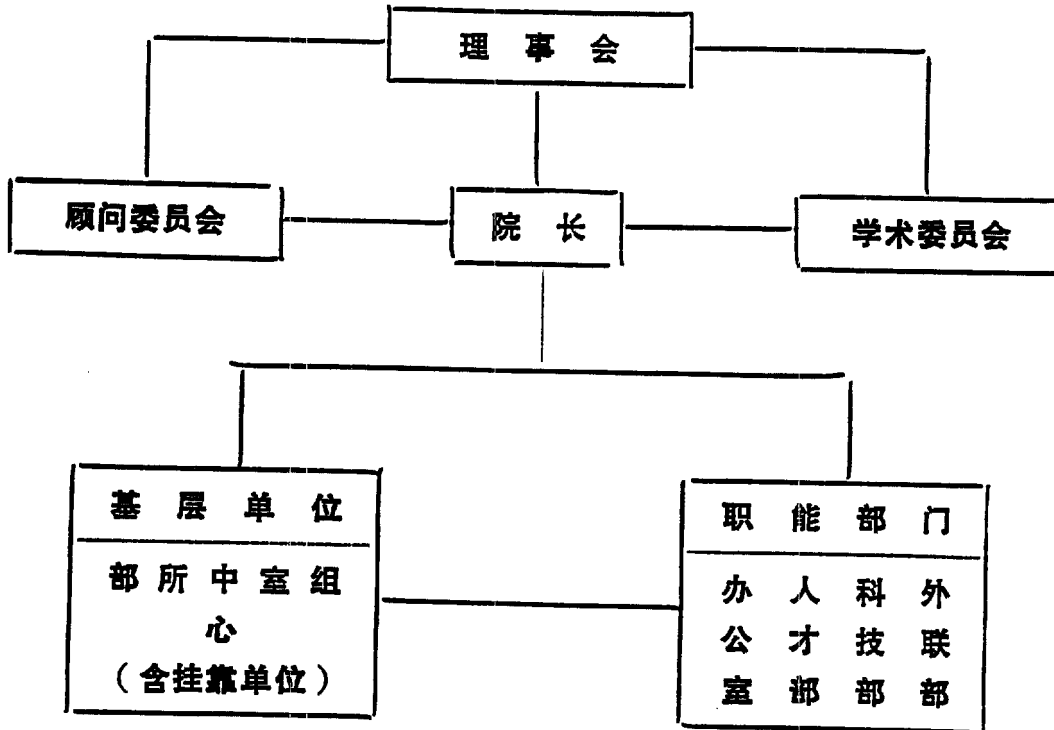 理事会
顾问委员会
院长
学术委员会
基层单位
部所中室组
心
（含挂靠单位）
职能部门
办人科外
公才技联
室部部部